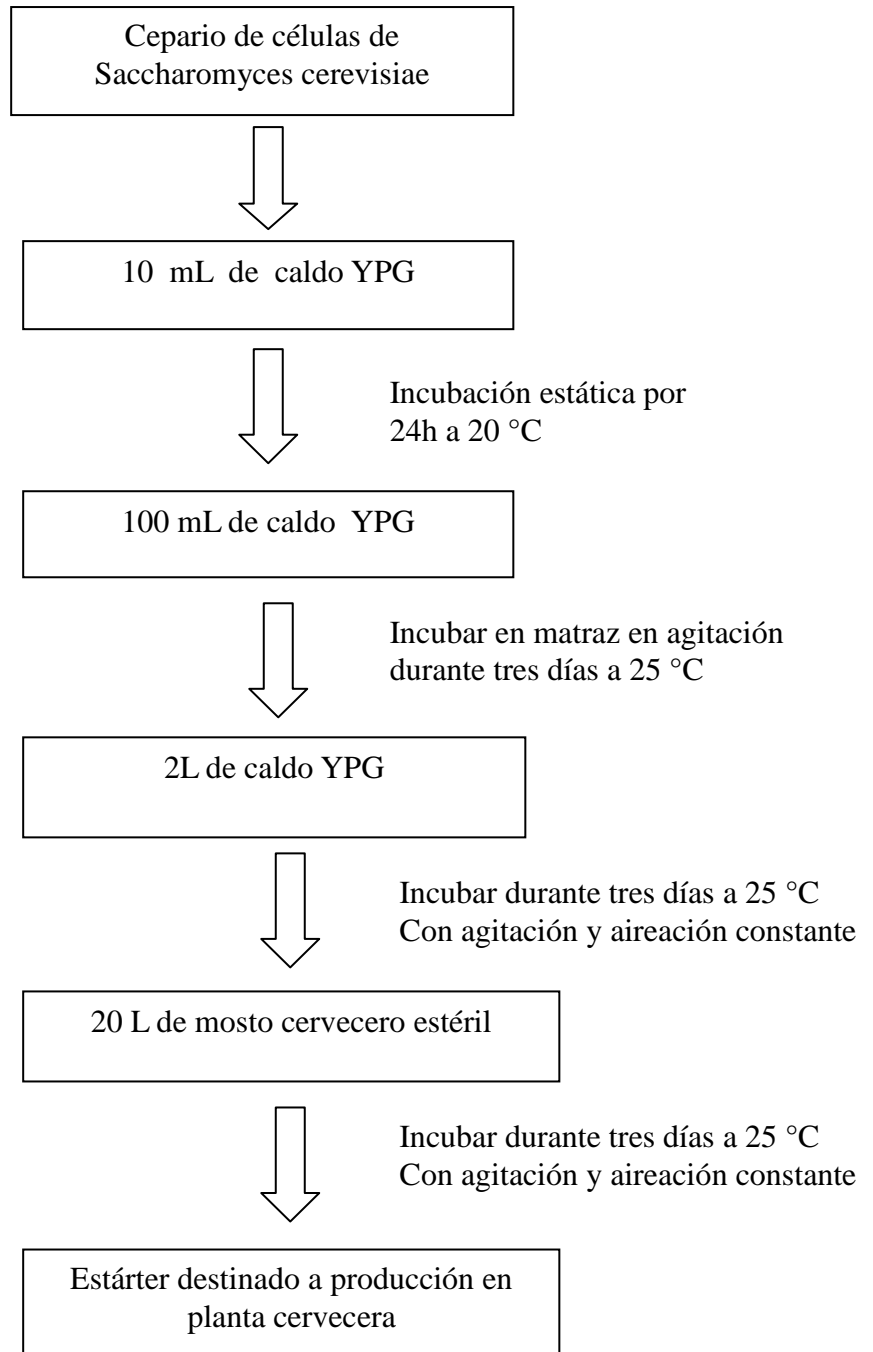 Cepario de células de
Saccharomyces cerevisiae
10 mL de caldo YPG
Incubación estática por
24h a 20 °C
100 mL de caldo YPG
Incubar en matraz en agitación
durante tres días a 25 °C
2L de caldo YPG
Incubar durante tres días a 25 °C
Con agitación y aireación constante
20 L de mosto cervecero estéril
Incubar durante tres días a 25 °C
Con agitación y aireación constante
Estárter destinado a producción en
planta cervecera